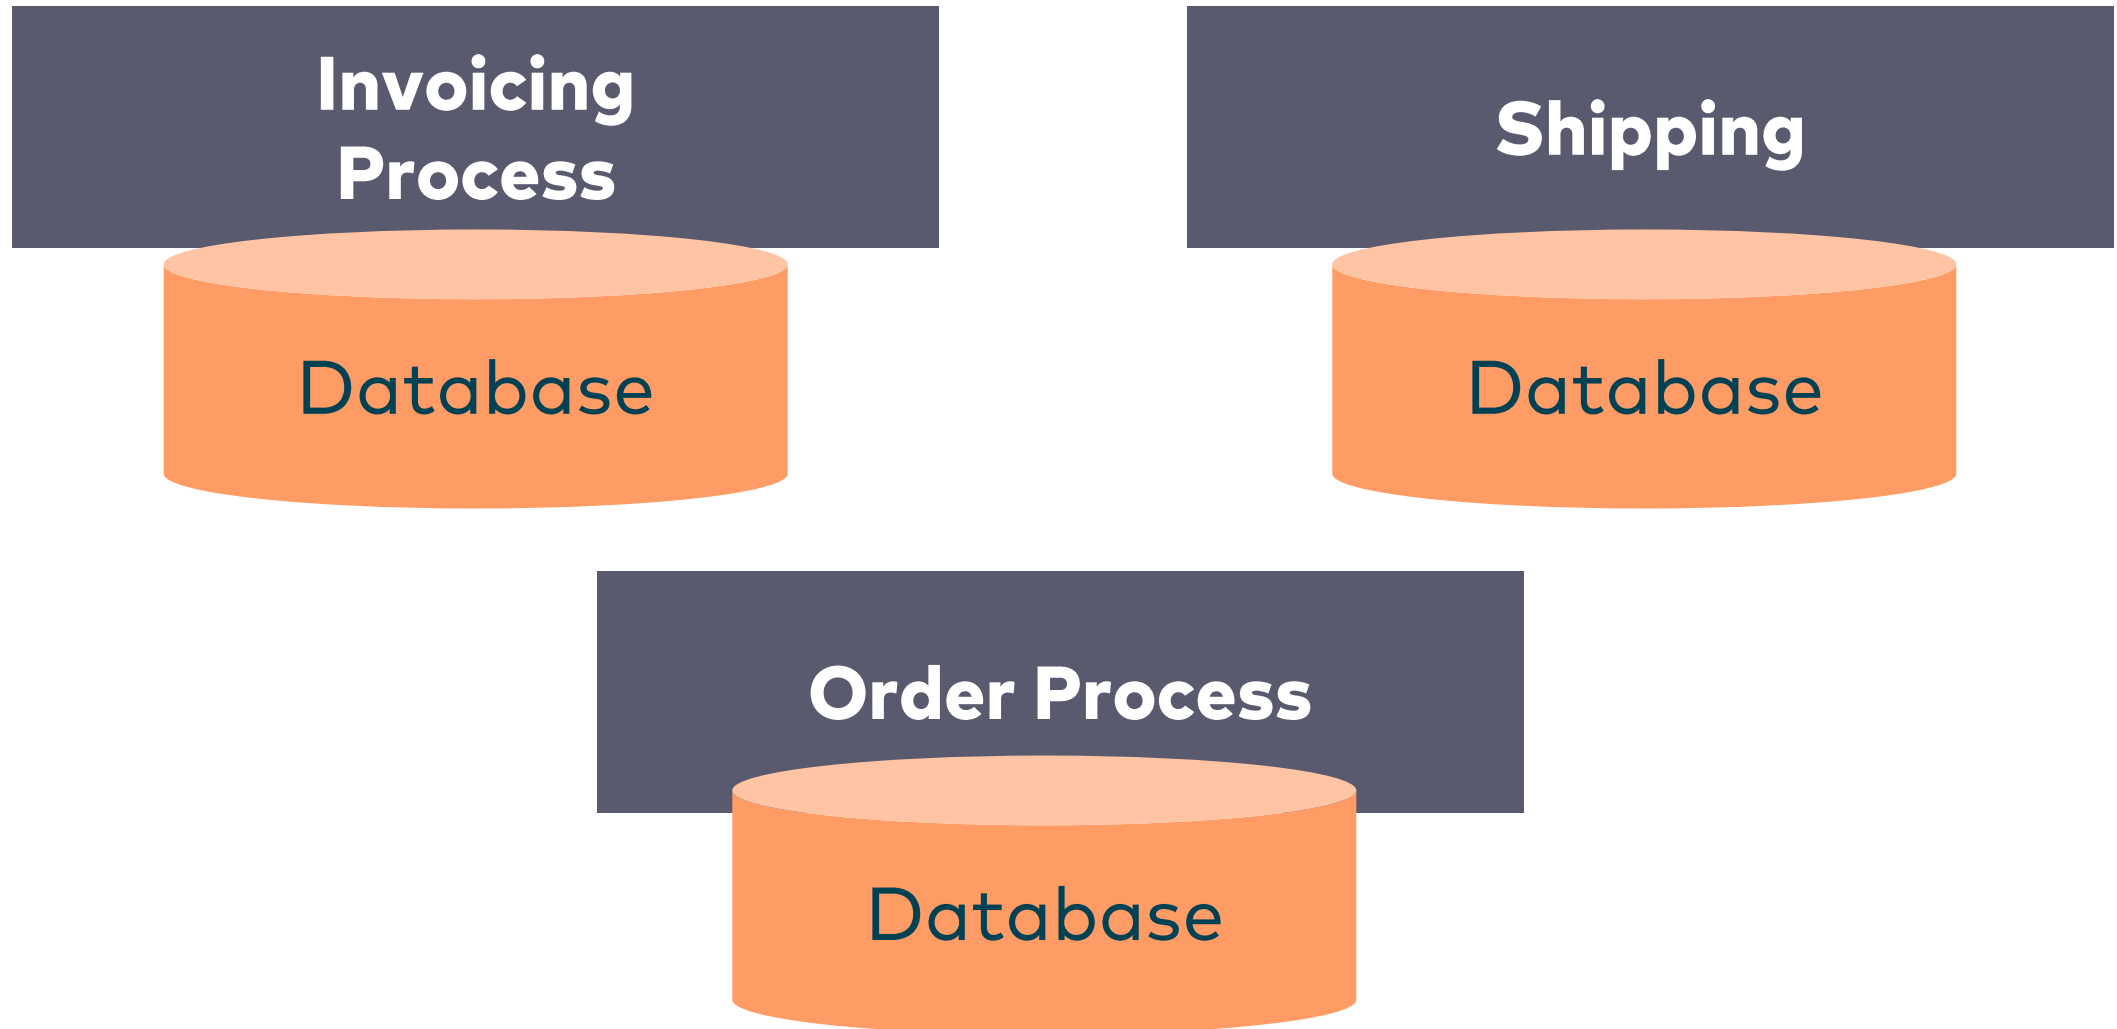 Invoicing
Process
Database
Shipping
Database
Order Process
Database